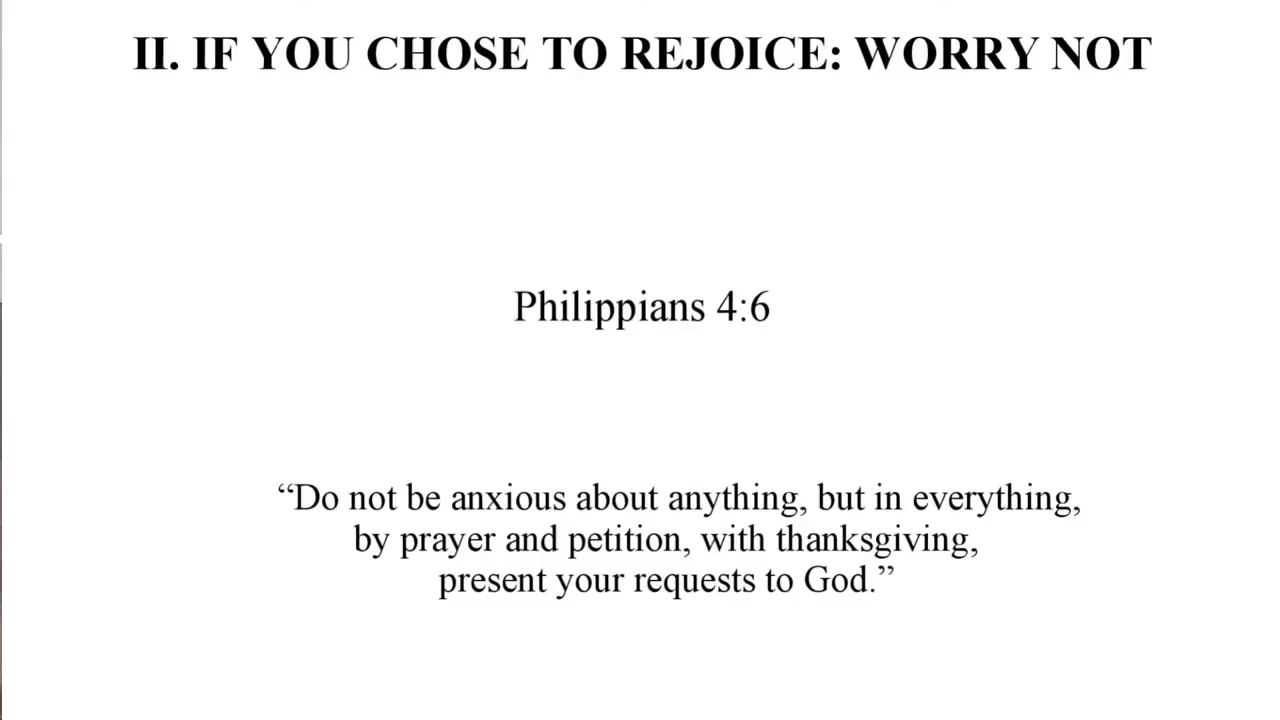 II. IF YOU CHOSE TO REJOICE: WORRY NOT
Philippians 4:6
“Do not be anxious about anything, but in everything,
by prayer and petition, with thanksgiving,
present your requests to God.”